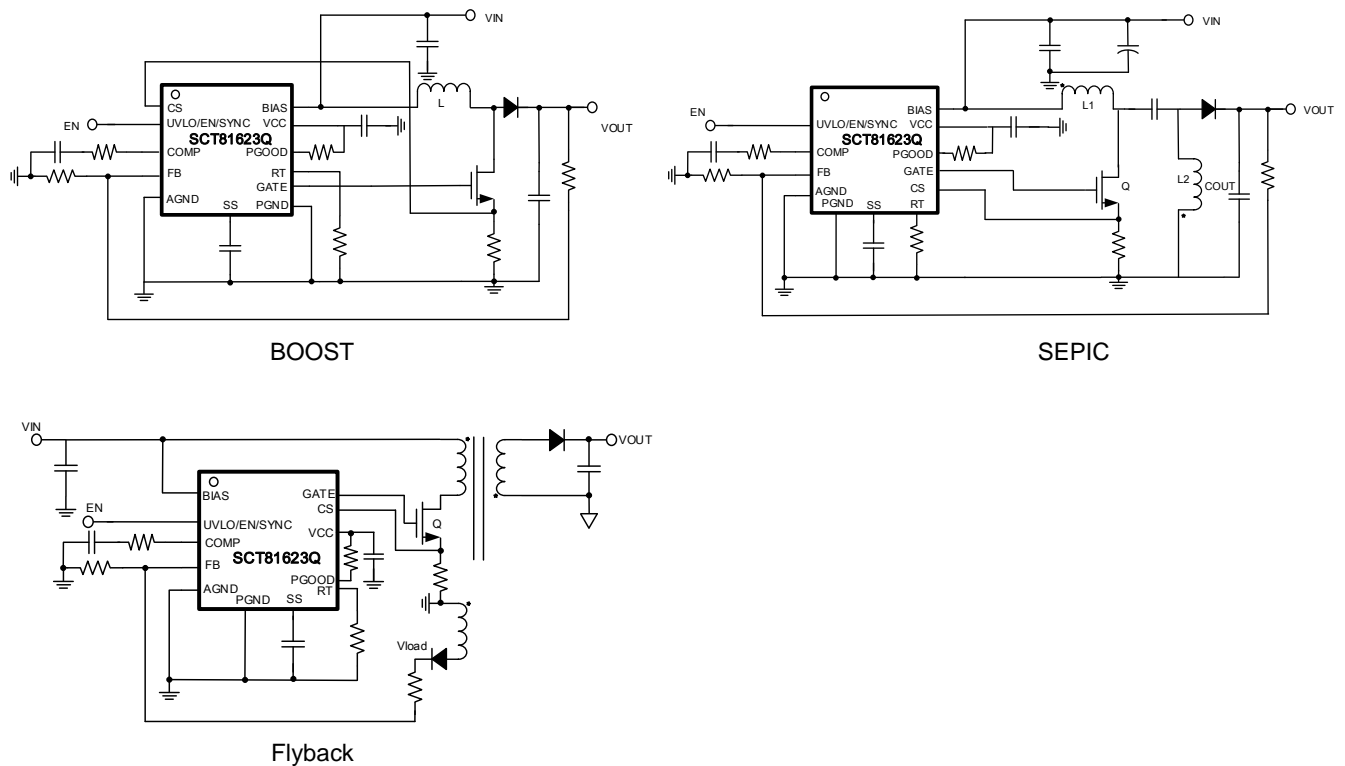 VIN
CS
BIAS
L
EN
UVLO/EN/SYNC
VCC
VOUT
SCT81623Q
COMP
PGOOD
FB
RT
GATE
AGND
SS
PGND
BOOST
VIN
BIAS
L1
VOUT
EN
UVLO/EN/SYNC
VCC
SCT81623Q
COMP
PGOOD
FB
GATE
Q
L2
COUT
AGND
CS
PGND
SS
RT
*
*
SEPIC
VIN
*
VOUT
BIAS
GATE
*
EN
CS
Q
UVLO/EN/SYNC
VCC
COMP
SCT81623Q
FB
PGOOD
AGND
RT
PGND
SS
*
Vload
Flyback